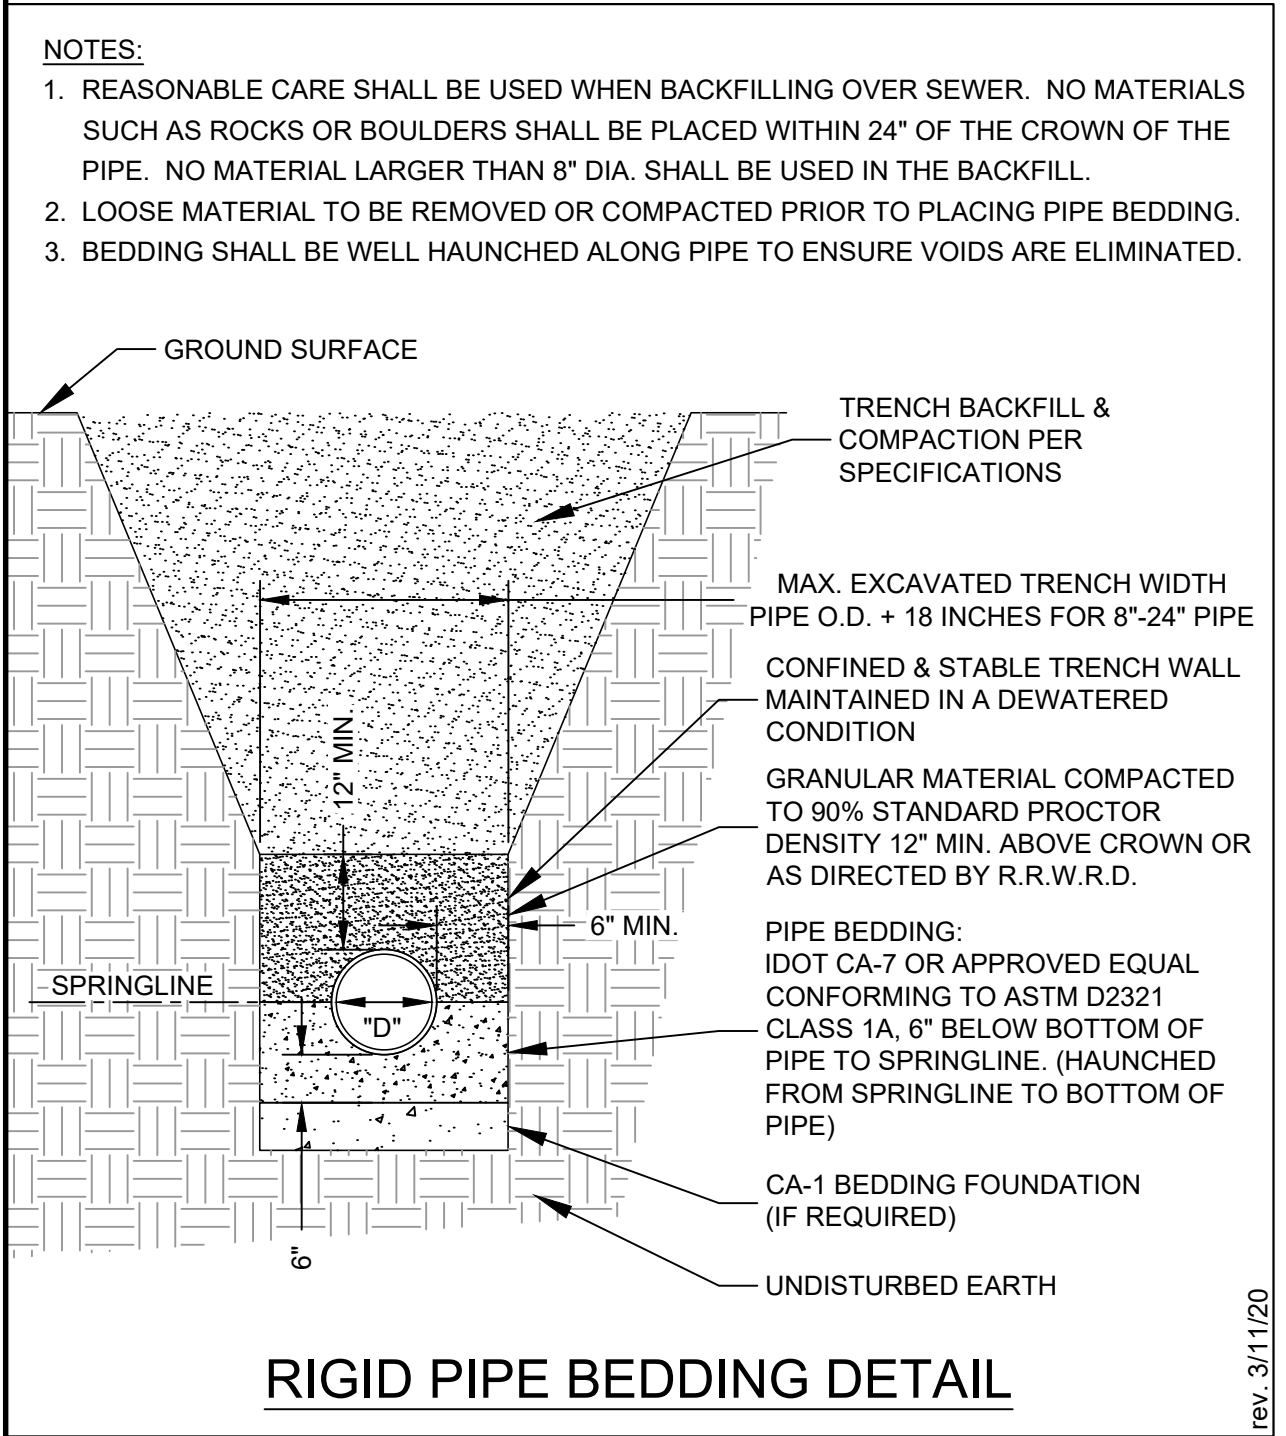 NOTES:
1. REASONABLE CARE SHALL BE USED WHEN BACKFILLING OVER SEWER. NO MATERIALS
SUCH AS ROCKS OR BOULDERS SHALL BE PLACED WITHIN 24" OF THE CROWN OF THE
PIPE. NO MATERIAL LARGER THAN 8" DIA. SHALL BE USED IN THE BACKFILL.
2. LOOSE MATERIAL TO BE REMOVED OR COMPACTED PRIOR TO PLACING PIPE BEDDING.
3. BEDDING SHALL BE WELL HAUNCHED ALONG PIPE TO ENSURE VOIDS ARE ELIMINATED.
GROUND SURFACE
TRENCH BACKFILL &
COMPACTION PER
SPECIFICATIONS
MAX. EXCAVATED TRENCH WIDTH
PIPE O.D. + 18 INCHES FOR 8"-24" PIPE
CONFINED & STABLE TRENCH WALL
MAINTAINED IN A DEWATERED
CONDITION
12" MIN
GRANULAR MATERIAL COMPACTED
TO 90% STANDARD PROCTOR
DENSITY 12" MIN. ABOVE CROWN OR
AS DIRECTED BY R.R.W.R.D.
6" MIN.
SPRINGLINE
"D"
PIPE BEDDING:
IDOT CA-7 OR APPROVED EQUAL
CONFORMING TO ASTM D2321
CLASS 1A, 6" BELOW BOTTOM OF
PIPE TO SPRINGLINE. (HAUNCHED
FROM SPRINGLINE TO BOTTOM OF
PIPE)
CA-1 BEDDING FOUNDATION
(IF REQUIRED)
6"
UNDISTURBED EARTH
RIGID PIPE BEDDING DETAIL
rev. 3/11/20